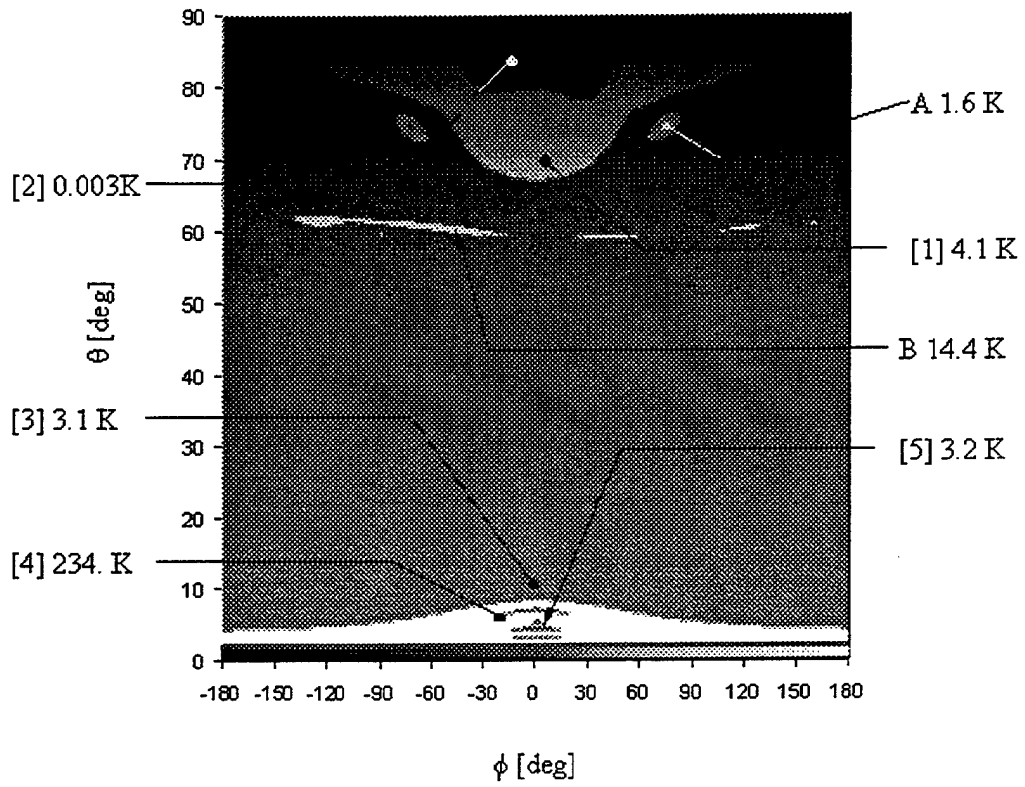 90
80
A 1.6 K
70
[2] 0.003K
60
[1] 4.1 K
50
θ [deg]
B 14.4 K
40
[3] 3.1 K
30
[5] 3.2 K
20
[4] 234. K
10
0
-180 -150 -120 -90 -60 -30 0 30 60 90 120 150 180
ϕ [deg]